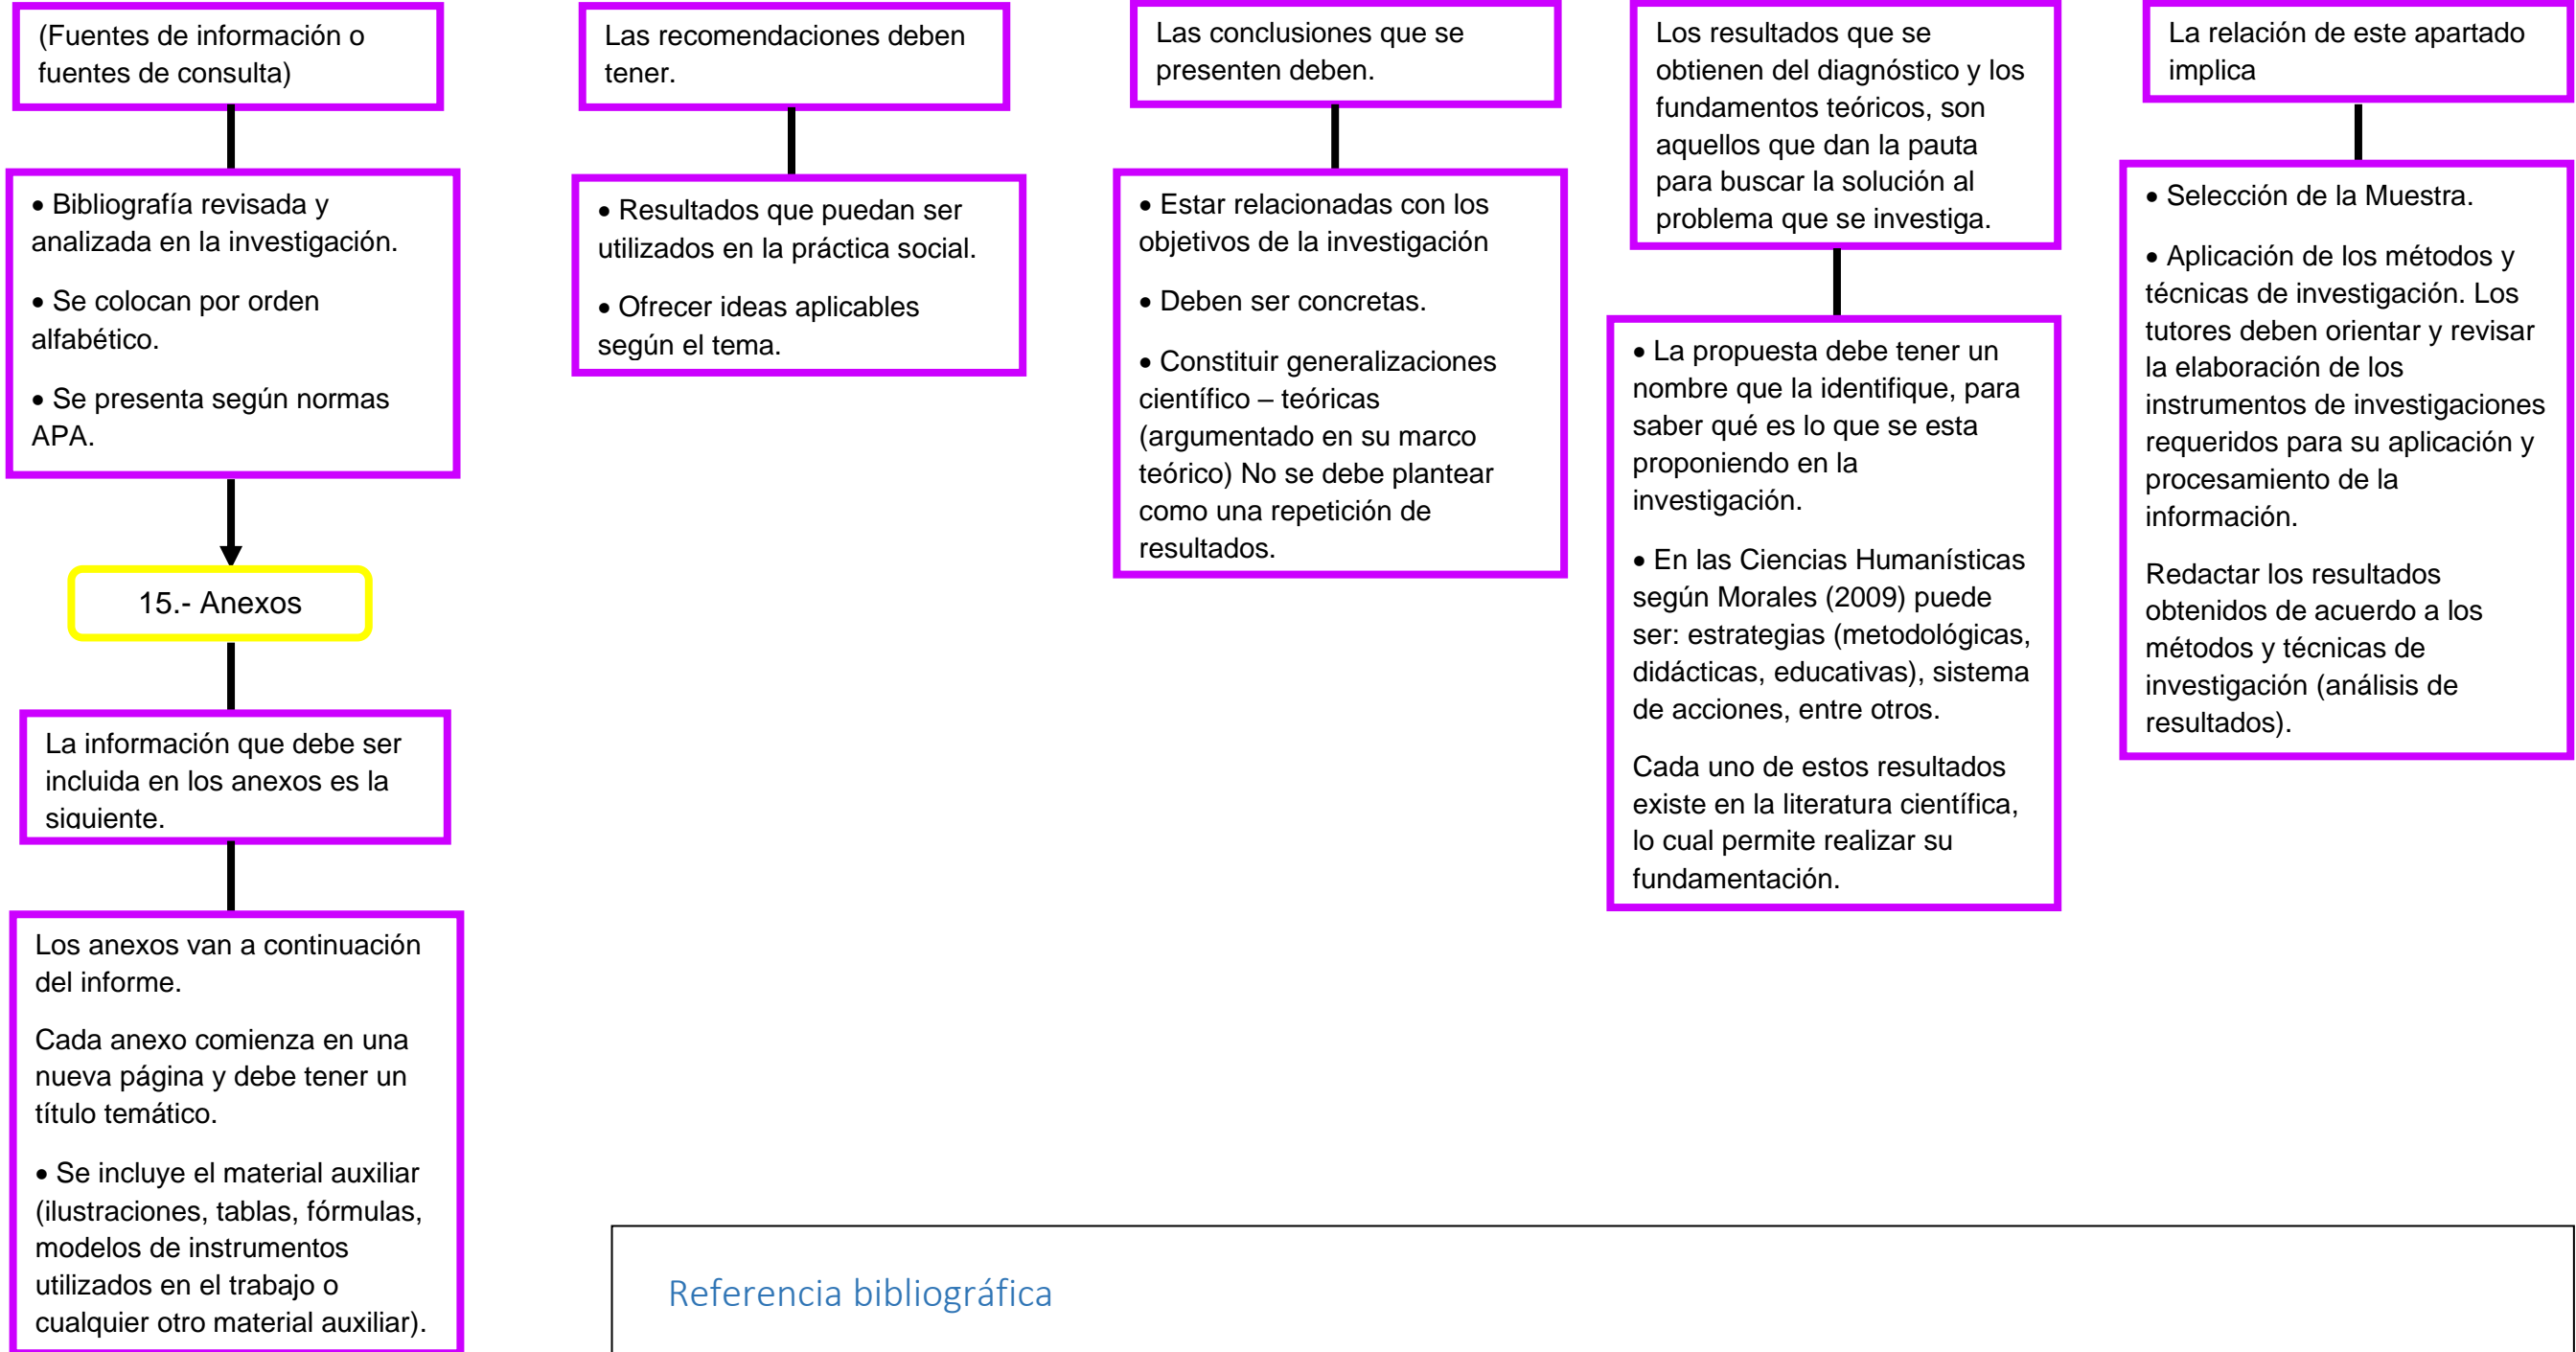 (Fuentes de información o
fuentes de consulta)
• Bibliografía revisada y
analizada en la investigación.
• Se colocan por orden
alfabético.
• Se presenta según normas
APA.
15.- Anexos
La información que debe ser
incluida en los anexos es la
siguiente.
Los anexos van a continuación
del informe.
Cada anexo comienza en una
nueva página y debe tener un
título temático.
• Se incluye el material auxiliar
(ilustraciones, tablas, fórmulas,
modelos de instrumentos
utilizados en el trabajo o
cualquier otro material auxiliar).
Las recomendaciones deben
tener.
• Resultados que puedan ser
utilizados en la práctica social.
• Ofrecer ideas aplicables
según el tema.
Las conclusiones que se
presenten deben.
• Estar relacionadas con los
objetivos de la investigación
• Deben ser concretas.
• Constituir generalizaciones
científico – teóricas
(argumentado en su marco
teórico) No se debe plantear
como una repetición de
resultados.
Los resultados que se
obtienen del diagnóstico y los
fundamentos teóricos, son
aquellos que dan la pauta
para buscar la solución al
problema que se investiga.
• La propuesta debe tener un
nombre que la identifique, para
saber qué es lo que se esta
proponiendo en la
investigación.
• En las Ciencias Humanísticas
según Morales (2009) puede
ser: estrategias (metodológicas,
didácticas, educativas), sistema
de acciones, entre otros.
Cada uno de estos resultados
existe en la literatura científica,
lo cual permite realizar su
fundamentación.
La relación de este apartado
implica
• Selección de la Muestra.
• Aplicación de los métodos y
técnicas de investigación. Los
tutores deben orientar y revisar
la elaboración de los
instrumentos de investigaciones
requeridos para su aplicación y
procesamiento de la
información.
Redactar los resultados
obtenidos de acuerdo a los
métodos y técnicas de
investigación (análisis de
resultados).
Referencia bibliográfica